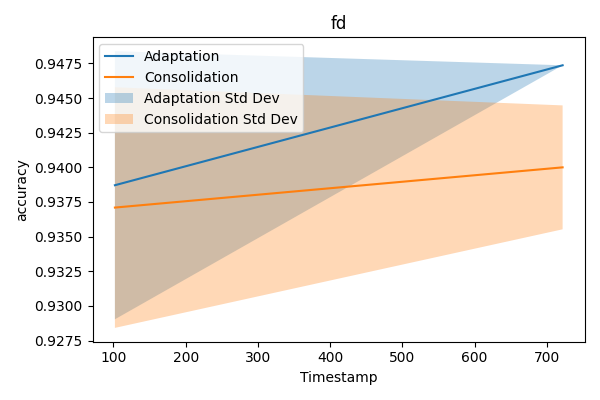 fd
Adaptation
Consolidation
Adaptation Std Dev
Consolidation Std Dev
accuracy
0.9475
0.9450
0.9425
0.9400
0.9375
0.9350
0.9325
0.9300
0.9275
100 200 300 400 500 600 700
Timestamp